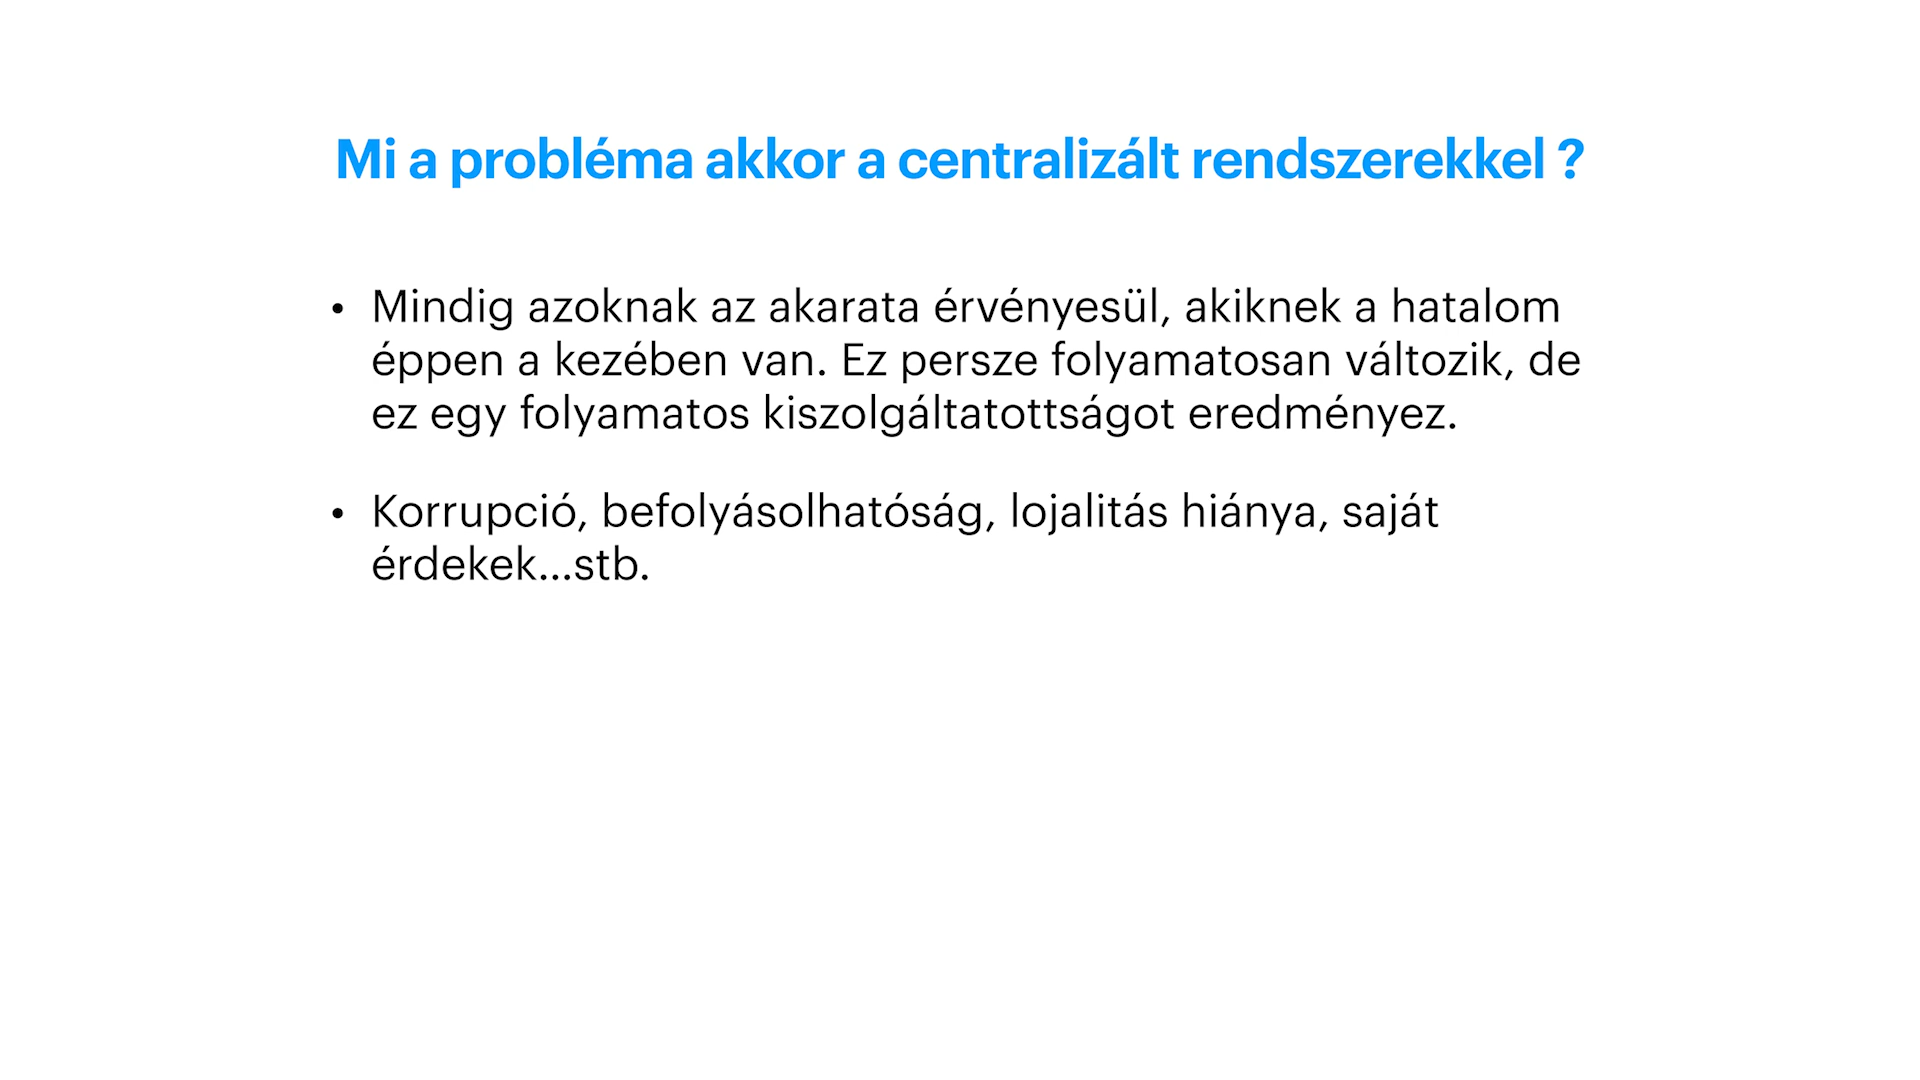 Mi a probléma akkor a centralizált rendszerekkel ?
• Mindig azoknak az akarata érvényesül, akiknek a hatalom
éppen a kezében van. Ez persze folyamatosan változik, de
ez egy folyamatos kiszolgáltatottságot eredményez.
• Korrupció, befolyásolhatóság, lojalitás hiánya, saját
érdekek...stb.